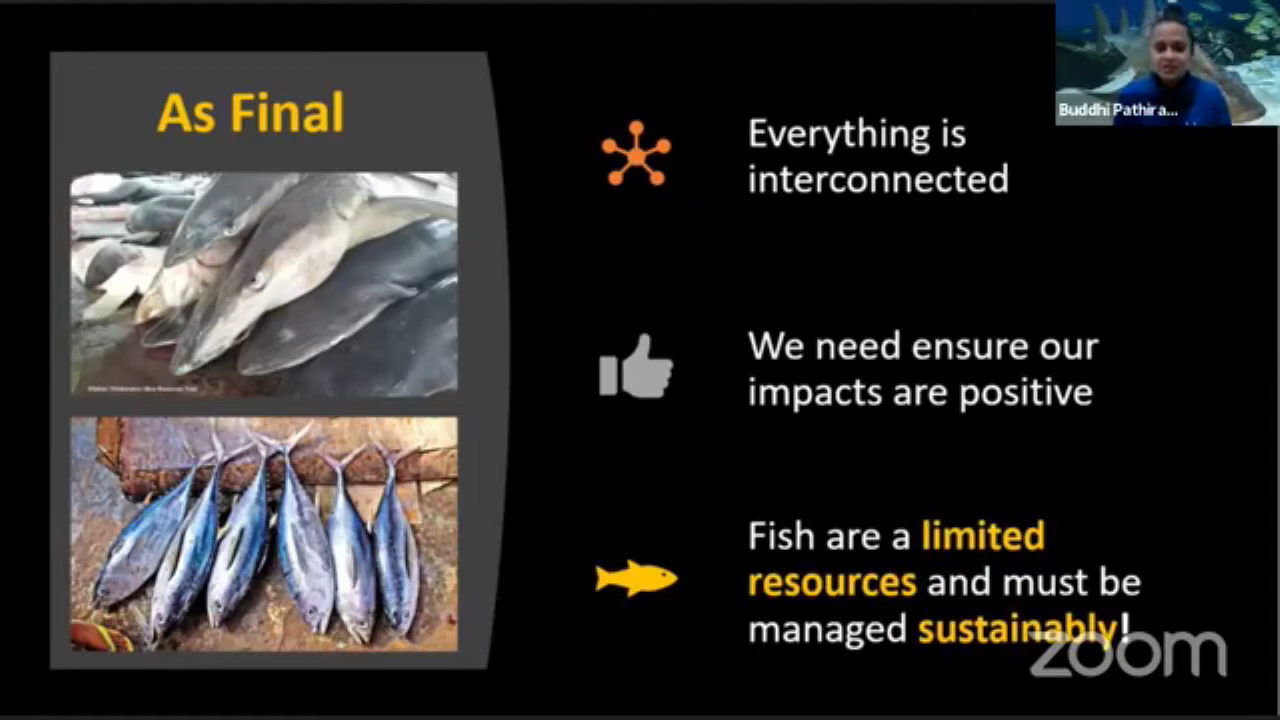 As Final
Everything is
interconnected
We need ensure our
impacts are positive
Fish are a limited
resources and must be
managed sustainably!
Buddhi Pathira...
zoom